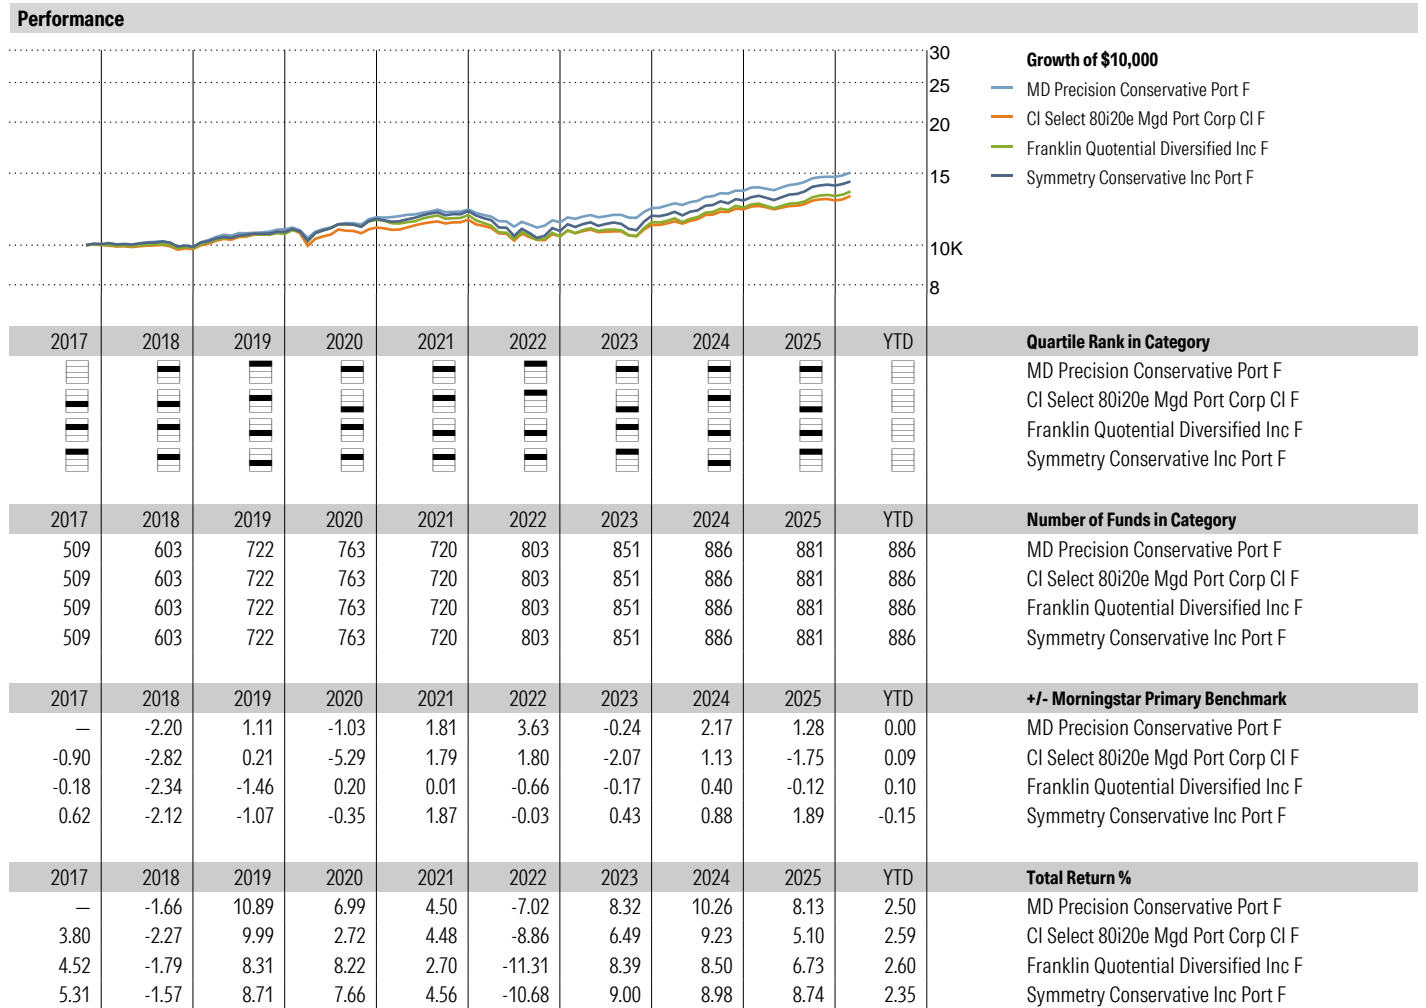 Performance
30
25
20
15
10K
8
Growth of $10,000
MD Precision Conservative Port F
CI Select 80i20e Mgd Port Corp Cl F
Franklin Quotential Diversified Inc F
Symmetry Conservative Inc Port F
2017 2018 2019 2020 2021 2022 2023 2024 2025 YTD Quartile Rank in Category
MD Precision Conservative Port F
CI Select 80i20e Mgd Port Corp Cl F
Franklin Quotential Diversified Inc F
Symmetry Conservative Inc Port F
2017 2018 2019 2020 2021 2022 2023 2024 2025 YTD Number of Funds in Category
509 603 722 763 720 803 851 886 881 886 MD Precision Conservative Port F
509 603 722 763 720 803 851 886 881 886 CI Select 80i20e Mgd Port Corp Cl F
509 603 722 763 720 803 851 886 881 886 Franklin Quotential Diversified Inc F
509 603 722 763 720 803 851 886 881 886 Symmetry Conservative Inc Port F
2017 2018 2019 2020 2021 2022 2023 2024 2025 YTD +/- Morningstar Primary Benchmark
— -2.20 1.11 -1.03 1.81 3.63 -0.24 2.17 1.28 0.00 MD Precision Conservative Port F
-0.90 -2.82 0.21 -5.29 1.79 1.80 -2.07 1.13 -1.75 0.09 CI Select 80i20e Mgd Port Corp Cl F
-0.18 -2.34 -1.46 0.20 0.01 -0.66 -0.17 0.40 -0.12 0.10 Franklin Quotential Diversified Inc F
0.62 -2.12 -1.07 -0.35 1.87 -0.03 0.43 0.88 1.89 -0.15 Symmetry Conservative Inc Port F
2017 2018 2019 2020 2021 2022 2023 2024 2025 YTD Total Return %
— -1.66 10.89 6.99 4.50 -7.02 8.32 10.26 8.13 2.50 MD Precision Conservative Port F
3.80 -2.27 9.99 2.72 4.48 -8.86 6.49 9.23 5.10 2.59 CI Select 80i20e Mgd Port Corp Cl F
4.52 -1.79 8.31 8.22 2.70 -11.31 8.39 8.50 6.73 2.60 Franklin Quotential Diversified Inc F
5.31 -1.57 8.71 7.66 4.56 -10.68 9.00 8.98 8.74 2.35 Symmetry Conservative Inc Port F